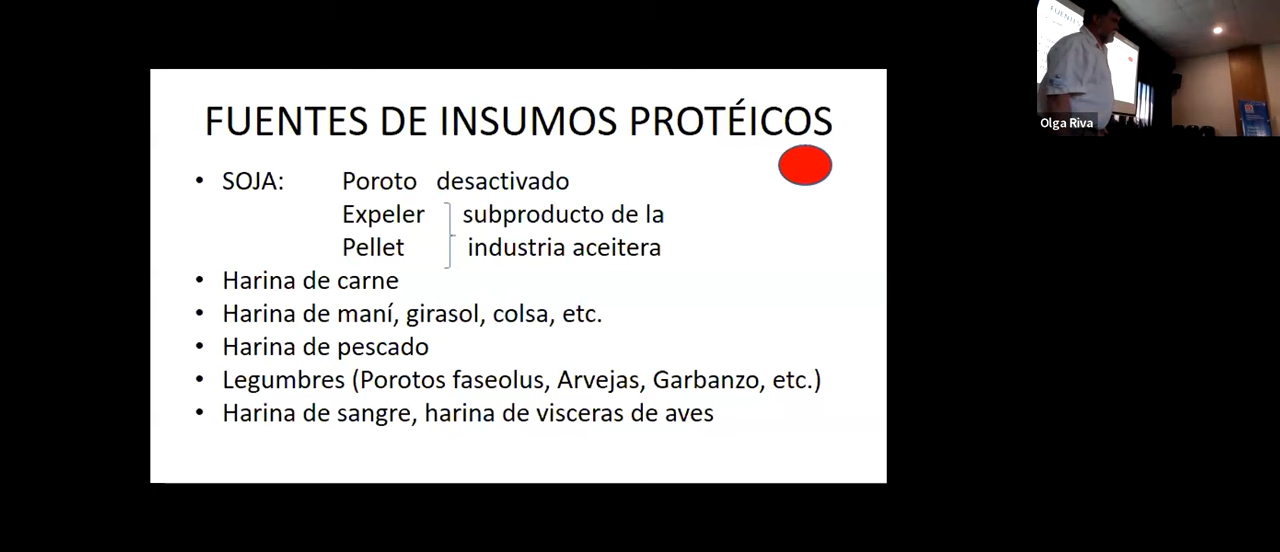 FUENTES DE INSUMOS PROTÉICOS
• SOJA: Poroto desactivado
Expeler subproducto de la
Pellet industria aceitera
• Harina de carne
• Harina de maní, girasol, colsa, etc.
• Harina de pescado
• Legumbres (Porotos faseolus, Arvejas, Garbanzo, etc.)
• Harina de sangre, harina de visceras de aves
FUENTES
Olga Riva